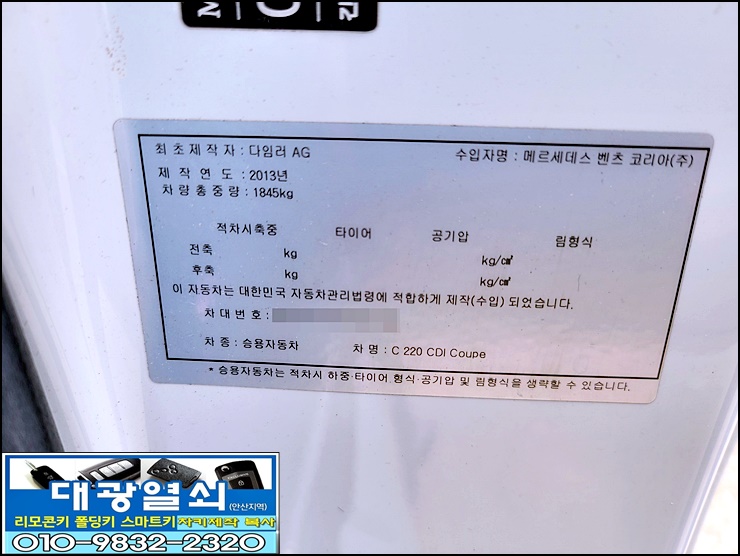 최초제작자 : 다임러 AG 수입자명 : 메르세데스 벤츠 코리아(주)
제 작 연 도 : 2013년
차량총중량 : 1845kg
적차시축중 타이어 공기압 림형식
전축 kg kg/㎠
후축 kg kg/㎠
이 자동차는 대한민국 자동차관리법령에 적합하게 제작(수입) 되었습니다.
차대번호 :
차종 : 승용자동차 차 명 : C 220 CDI Coupe
* 승용자동차는 적차시 하중·타이어 형식·공기압 및 림형식을 생략할 수 있습니다.
대광열쇠 (안산지역)
리모콘키 폴딩키 스마트키 차키제작 복사
010-9832-2320